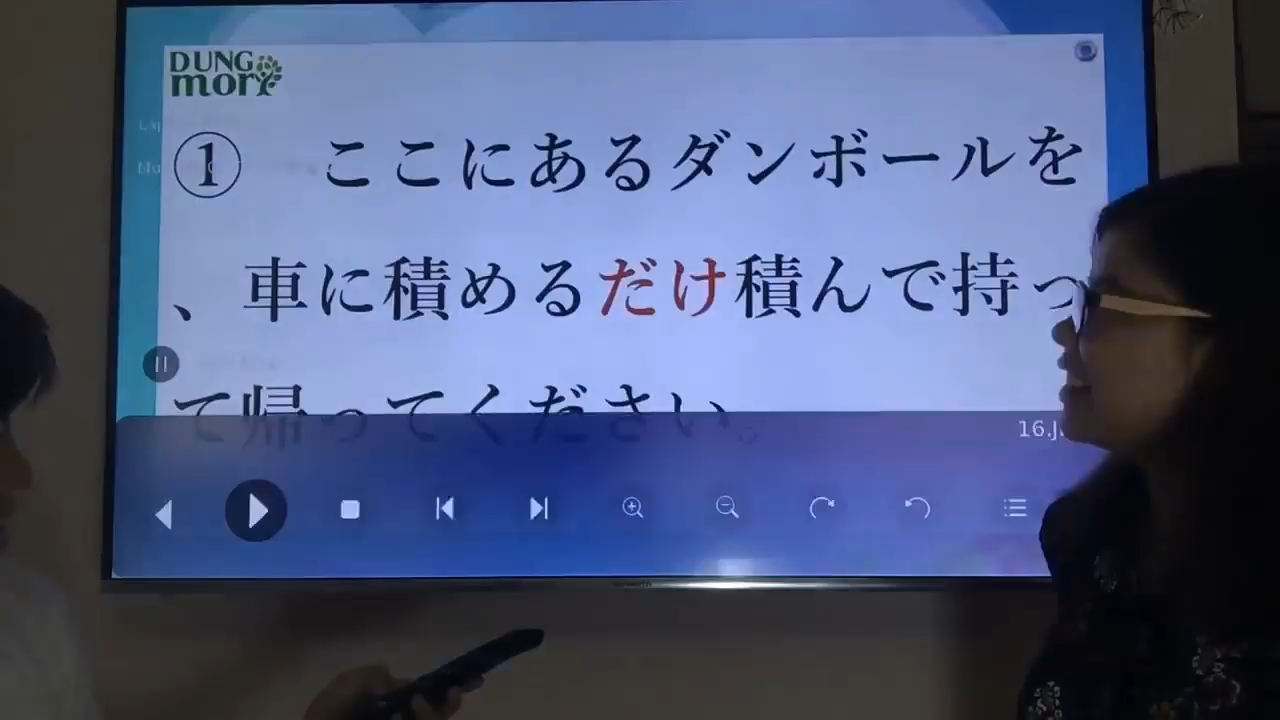 DUNG
mori
① ここにあるダンボールを
、車に積めるだけ積んで持っ
て帰ってください。